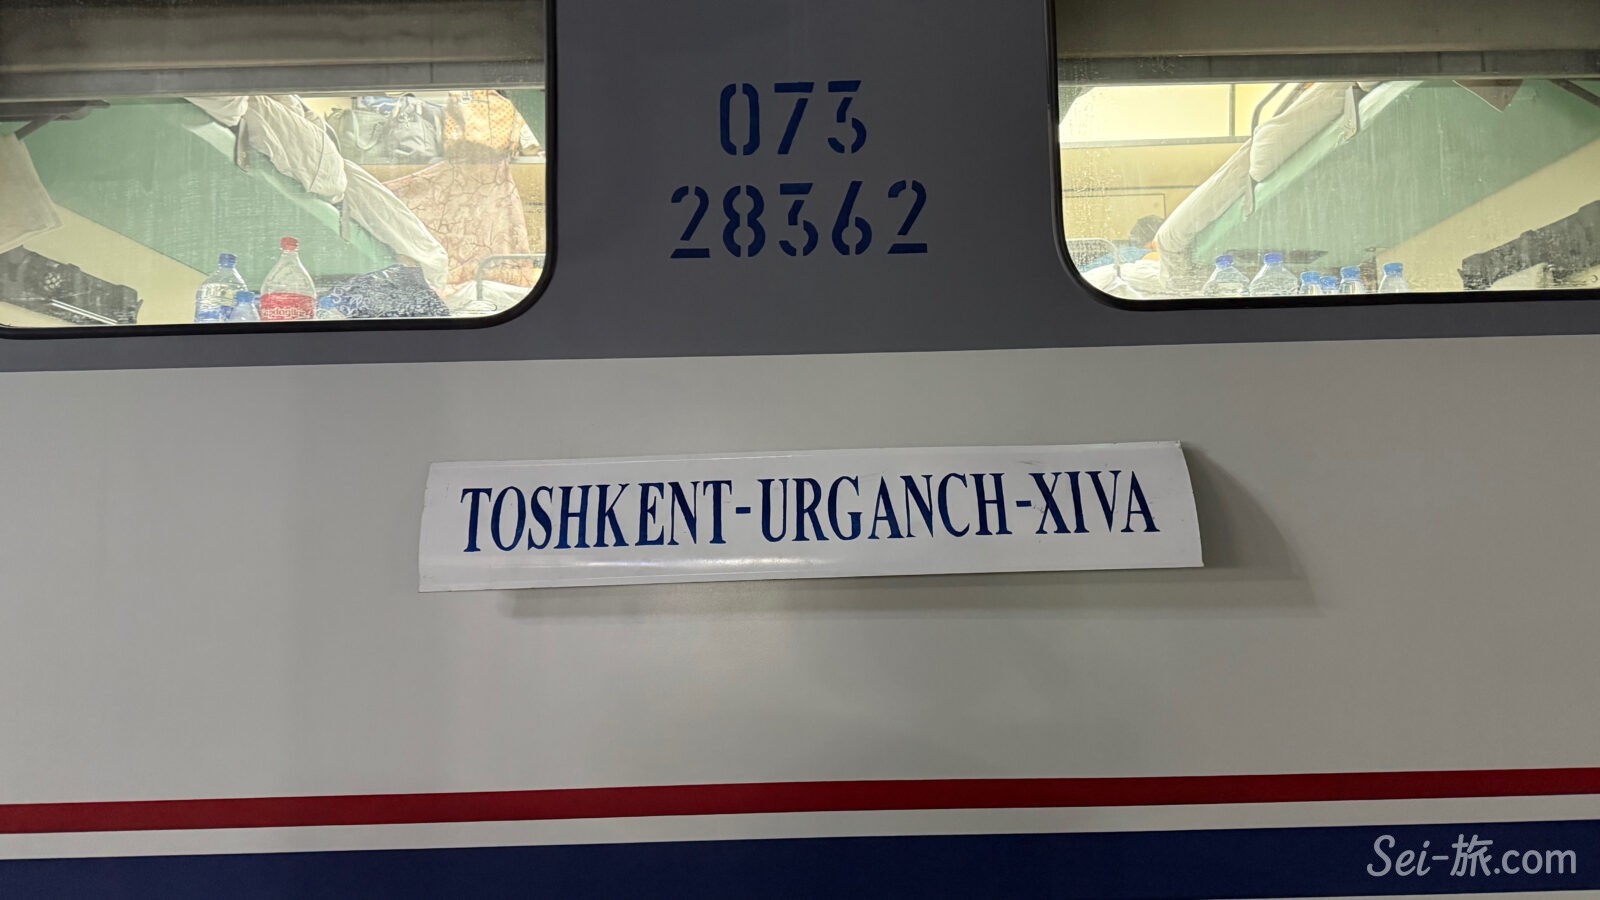 073
28362
TOSHKENT-URGANCH-XIVA
Sei-旅.com